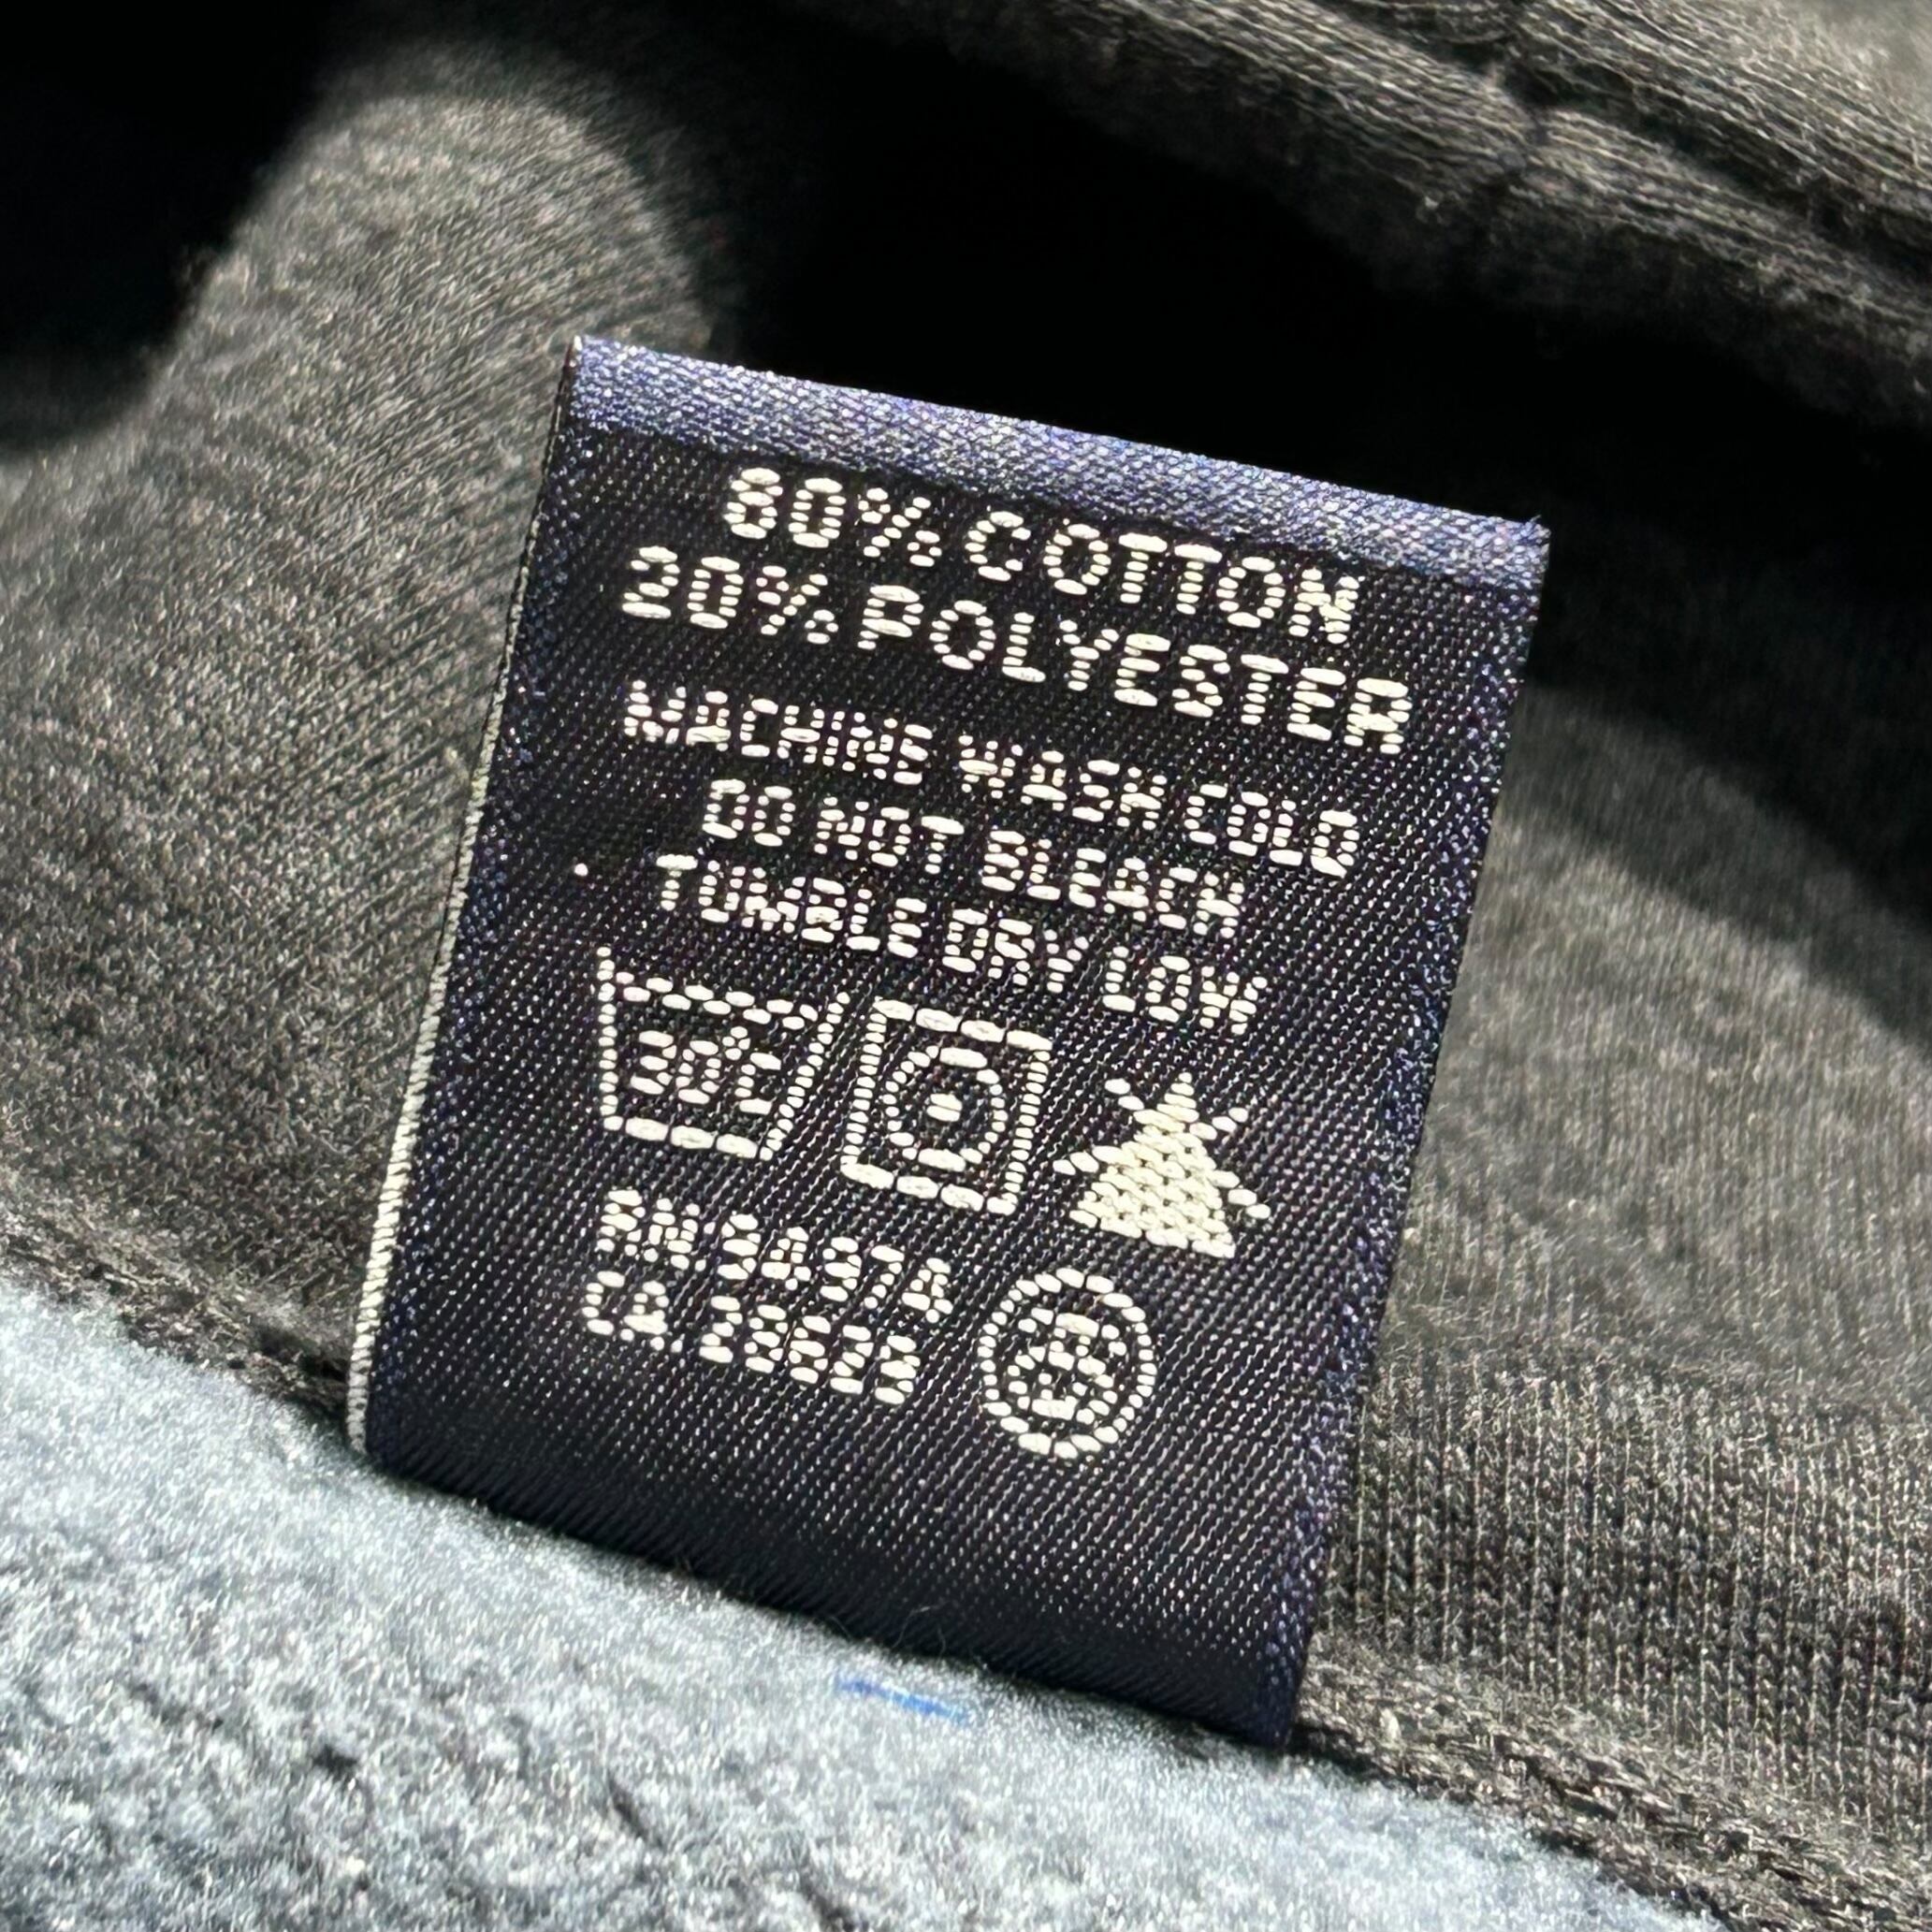 80% COTTON
20% POLYESTER
MACHINE WASH COLD
DO NOT BLEACH
TUMBLE DRY LOW
30°C